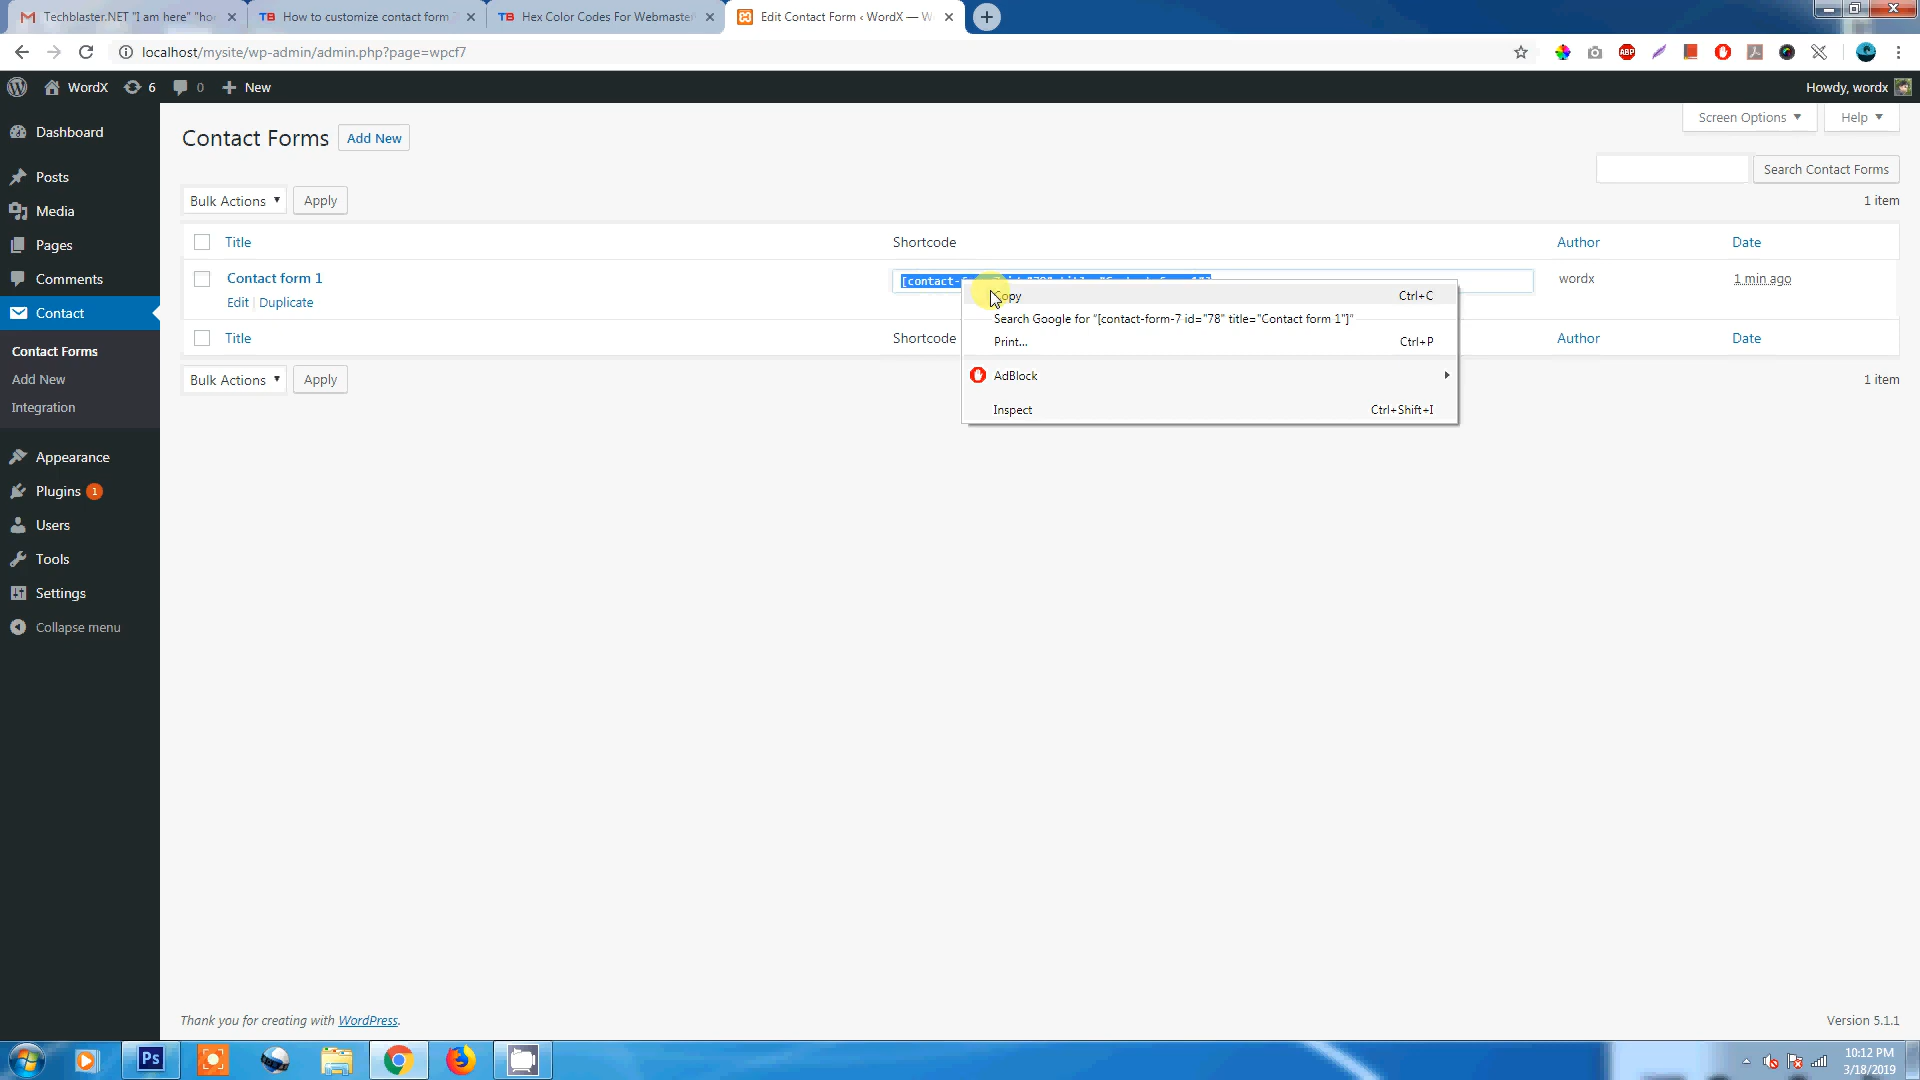 Techblaster.NET "I am here" "ho
How to customize contact form
Hex Color Codes For Webmaster
Edit Contact Form ‹ WordX — W
localhost/mysite/wp-admin/admin.php?page=wpcf7
ABP
WordX 6 0 New
Howdy, wordx
Dashboard
Posts
Media
Pages
Comments
Contact
Contact Forms
Add New
Integration
Appearance
Plugins 1
Users
Tools
Settings
Collapse menu
Screen Options ▼ Help ▼
Contact Forms Add New
Search Contact Forms
Bulk Actions ▼ Apply 1 item
Title Shortcode Author Date
Contact form 1 [contact- wordx 1 min ago
Edit | Duplicate
Copy Ctrl+C
Search Google for "[contact-form-7 id="78" title="Contact form 1"]"
Print... Ctrl+P
AdBlock
Inspect Ctrl+Shift+I
Title Shortcode Author Date
Bulk Actions ▼ Apply 1 item
Thank you for creating with WordPress.
Version 5.1.1
Ps
10:12 PM
3/18/2019